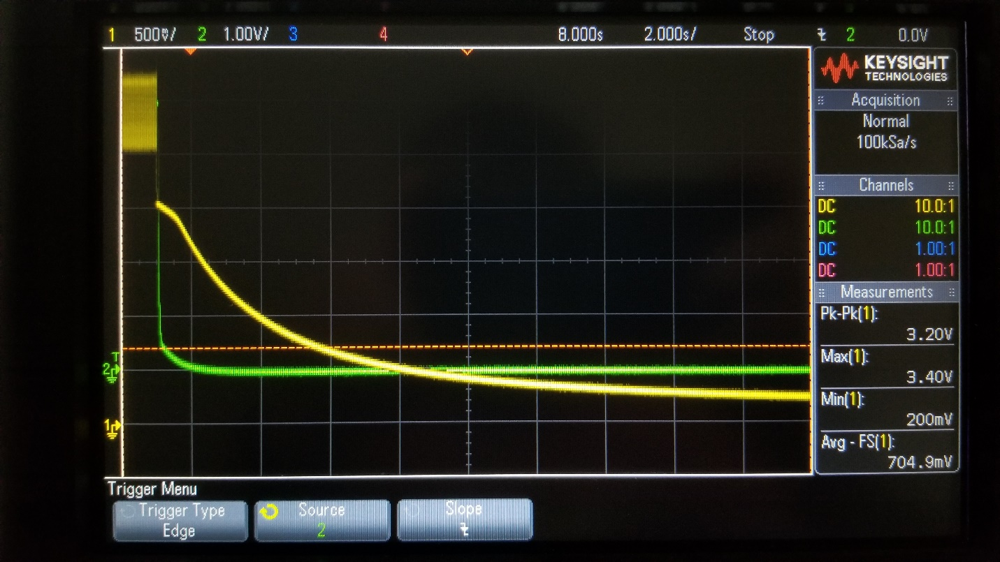 1 500mV/ 2 1.00V/ 3 4 8.000s 2.000s/ Stop 2 0.0V
KEYSIGHT
TECHNOLOGIES
Acquisition
Normal
100kSa/s
Channels
DC 10.0:1
DC 10.0:1
DC 1.00:1
DC 1.00:1
Measurements
Pk-Pk(1):
3.20V
Max(1):
3.40V
Min(1):
200mV
Avg - FS(1):
704.9mV
T
2
1
Trigger Menu
Trigger Type
Edge
Source
2
Slope